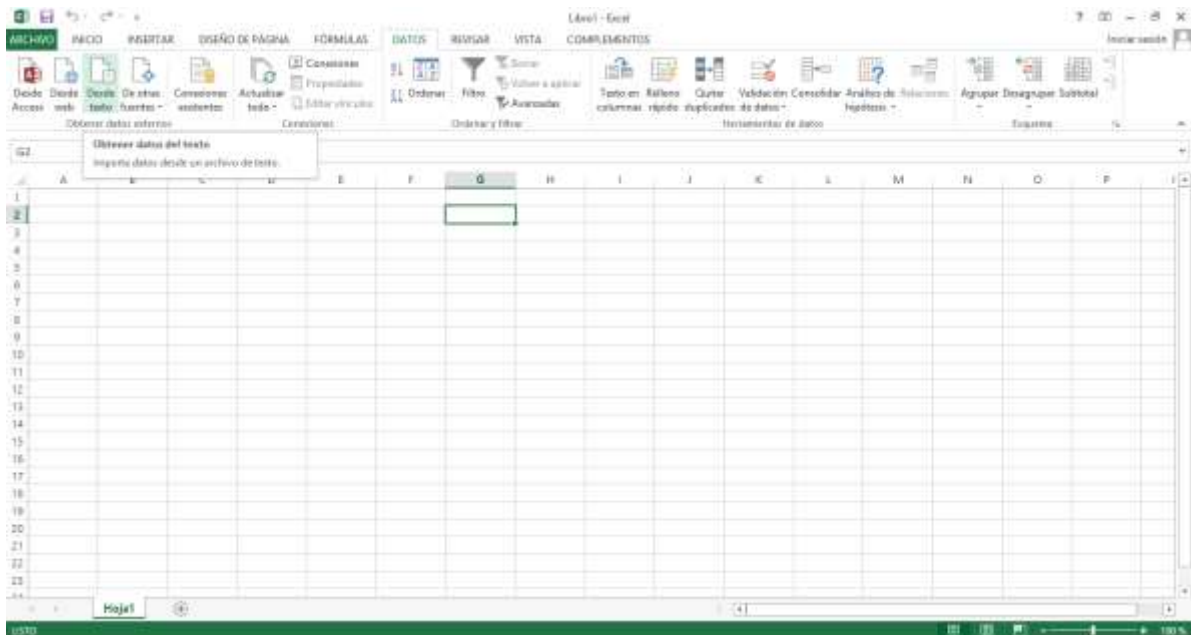 Libro1 - Excel
ARCHIVO INICIO INSERTAR DISEÑO DE PÁGINA FÓRMULAS DATOS REVISAR VISTA COMPLEMENTOS Iniciar sesión
Desde Access
Desde web
Desde texto
De otras fuentes
Conexiones existentes
Obtener datos externos
Actualizar todo
Conexiones
Propiedades
Editar vínculos
Conexiones
Ordenar
Filtro
Borrar
Volver a aplicar
Avanzadas
Ordenar y filtrar
Texto en columnas
Relleno rápido
Quitar duplicados
Validación de datos
Consolidar
Análisis de hipótesis
Relaciones
Herramientas de datos
Agrupar
Desagrupar
Subtotal
Esquema
G2
Obtener datos del texto
Importa datos desde un archivo de texto.
A B C D E F G H I J K L M N O P
1
2
3
4
5
6
7
8
9
10
11
12
13
14
15
16
17
18
19
20
21
22
23
Hoja1
LISTO 100 %